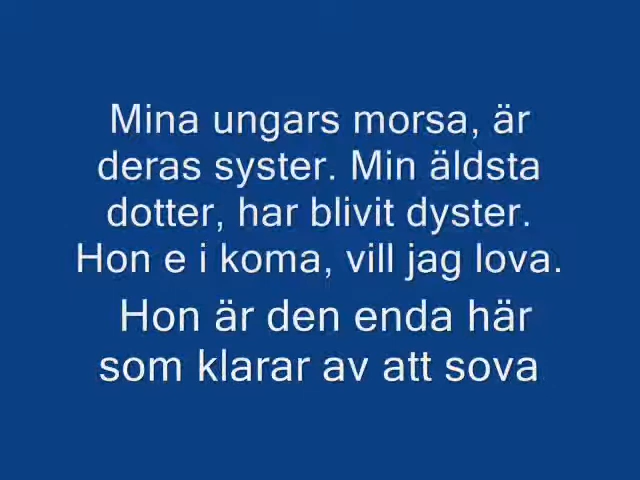 Mina ungars morsa, är
deras syster. Min äldsta
dotter, har blivit dyster.
Hon e i koma, vill jag lova.
Hon är den enda här
som klarar av att sova